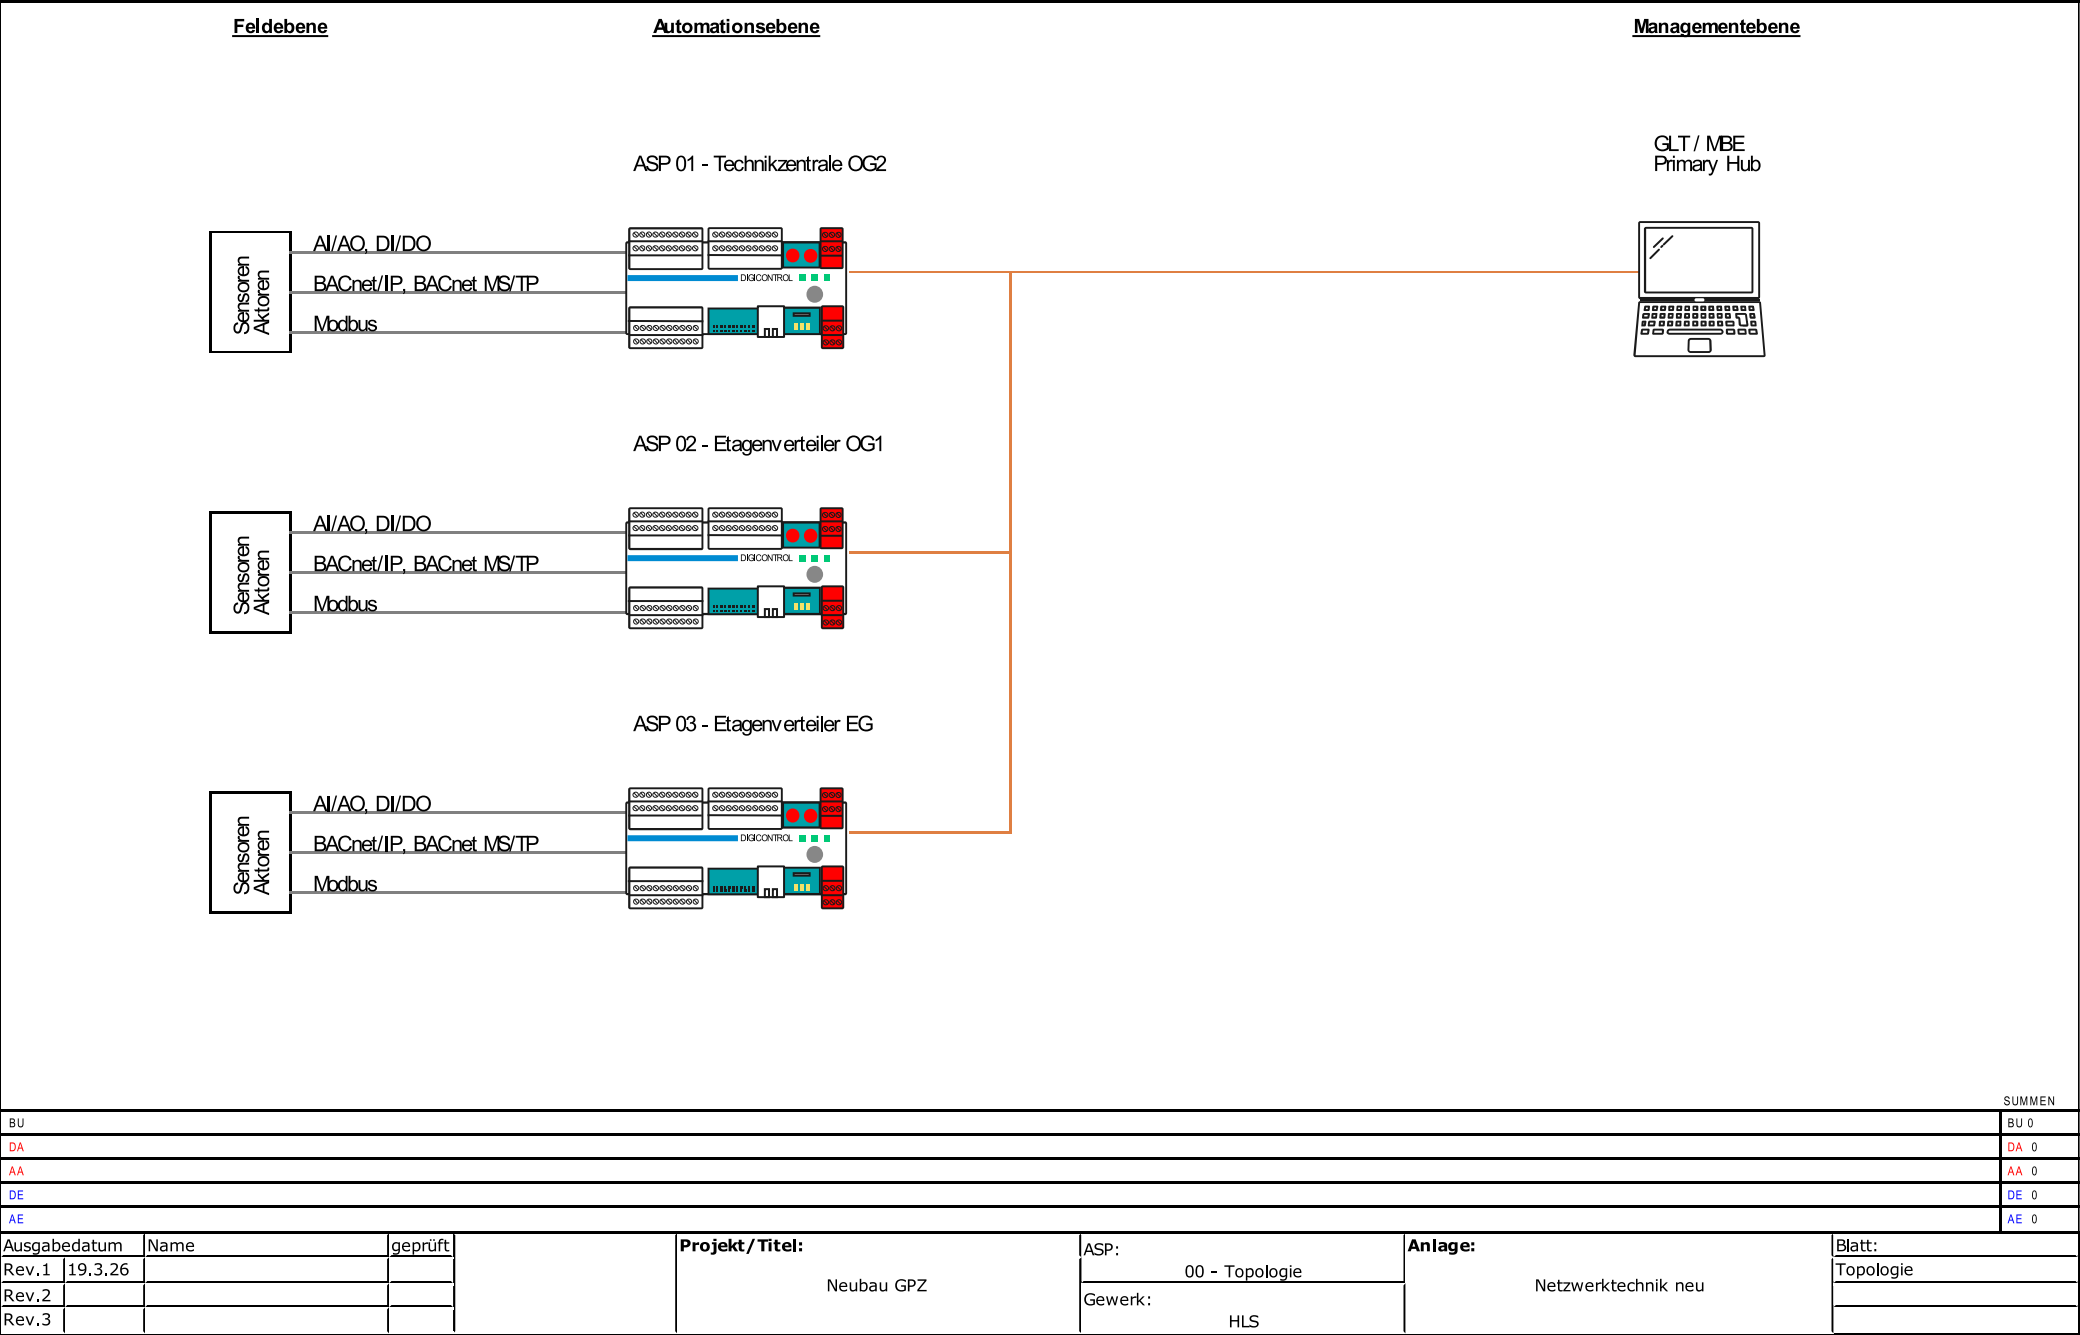 Feldebene
Automationsebene
Managementebene
ASP 01 - Technikzentrale OG2
GLT / MBE
Primary Hub
Sensoren
Aktoren
AI/AO, DI/DO
BACnet/IP, BACnet MS/TP
Modbus
DIGICONTROL
ASP 02 - Etagenverteiler OG1
Sensoren
Aktoren
AI/AO, DI/DO
BACnet/IP, BACnet MS/TP
Modbus
DIGICONTROL
ASP 03 - Etagenverteiler EG
Sensoren
Aktoren
AI/AO, DI/DO
BACnet/IP, BACnet MS/TP
Modbus
DIGICONTROL
SUMMEN
BU BU 0
DA DA 0
AA AA 0
DE DE 0
AE AE 0
Ausgabedatum Name geprüft
Rev.1 19.3.26
Rev.2
Rev.3
Projekt/Titel:
Neubau GPZ
ASP:
00 - Topologie
Gewerk:
HLS
Anlage:
Netzwerktechnik neu
Blatt:
Topologie